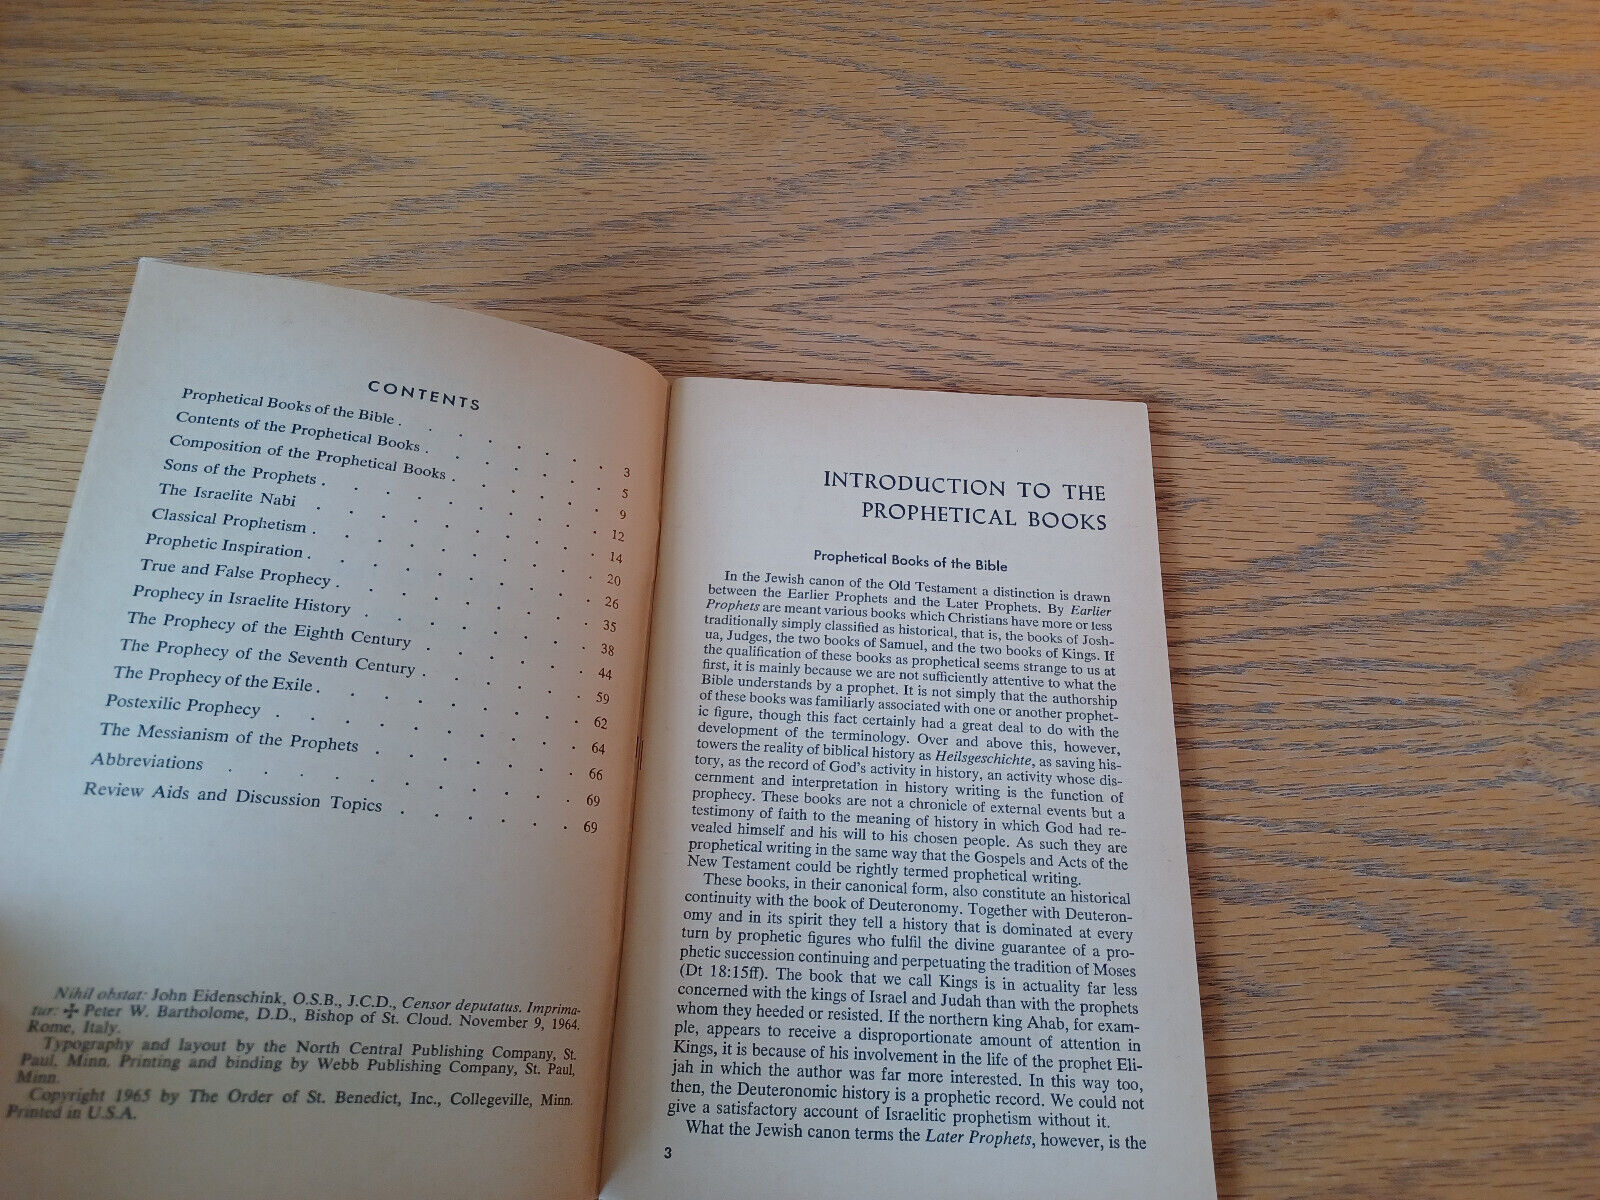 CONTENTS
Prophetical Books of the Bible . . . . . . . 3
Contents of the Prophetical Books . . . . . . . 5
Composition of the Prophetical Books . . . . . . 9
Sons of the Prophets . . . . . . . . . . 12
The Israelite Nabi . . . . . . . . . . 14
Classical Prophetism . . . . . . . . . . 20
Prophetic Inspiration . . . . . . . . . . 26
True and False Prophecy . . . . . . . . . 35
Prophecy in Israelite History . . . . . . . . 38
The Prophecy of the Eighth Century . . . . . . 44
The Prophecy of the Seventh Century . . . . . . 59
The Prophecy of the Exile . . . . . . . . . 62
Postexilic Prophecy . . . . . . . . . . 64
The Messianism of the Prophets . . . . . . . 66
Abbreviations . . . . . . . . . . . 69
Review Aids and Discussion Topics . . . . . . 69
Nihil obstat: John Eidenschink, O.S.B., J.C.D., Censor deputatus. Imprima-
tur: ✢ Peter W. Bartholome, D.D., Bishop of St. Cloud. November 9, 1964.
Rome, Italy.
Typography and layout by the North Central Publishing Company, St.
Paul, Minn. Printing and binding by Webb Publishing Company, St. Paul,
Minn.
Copyright 1965 by The Order of St. Benedict, Inc., Collegeville, Minn.
Printed in U.S.A.
INTRODUCTION TO THE
PROPHETICAL BOOKS
Prophetical Books of the Bible
In the Jewish canon of the Old Testament a distinction is drawn
between the Earlier Prophets and the Later Prophets. By Earlier
Prophets are meant various books which Christians have more or less
traditionally simply classified as historical, that is, the books of Josh-
ua, Judges, the two books of Samuel, and the two books of Kings. If
the qualification of these books as prophetical seems strange to us at
first, it is mainly because we are not sufficiently attentive to what the
Bible understands by a prophet. It is not simply that the authorship
of these books was familiarly associated with one or another prophet-
ic figure, though this fact certainly had a great deal to do with the
development of the terminology. Over and above this, however,
towers the reality of biblical history as Heilsgeschichte, as saving his-
tory, as the record of God's activity in history, an activity whose dis-
cernment and interpretation in history writing is the function of
prophecy. These books are not a chronicle of external events but a
testimony of faith to the meaning of history in which God had re-
vealed himself and his will to his chosen people. As such they are
prophetical writing in the same way that the Gospels and Acts of the
New Testament could be rightly termed prophetical writing.
These books, in their canonical form, also constitute an historical
continuity with the book of Deuteronomy. Together with Deuteron-
omy and in its spirit they tell a history that is dominated at every
turn by prophetic figures who fulfil the divine guarantee of a pro-
phetic succession continuing and perpetuating the tradition of Moses
(Dt 18:15ff). The book that we call Kings is in actuality far less
concerned with the kings of Israel and Judah than with the prophets
whom they heeded or resisted. If the northern king Ahab, for exam-
ple, appears to receive a disproportionate amount of attention in
Kings, it is because of his involvement in the life of the prophet Eli-
jah in which the author was far more interested. In this way too,
then, the Deuteronomic history is a prophetic record. We could not
give a satisfactory account of Israelitic prophetism without it.
What the Jewish canon terms the Later Prophets, however, is the
3